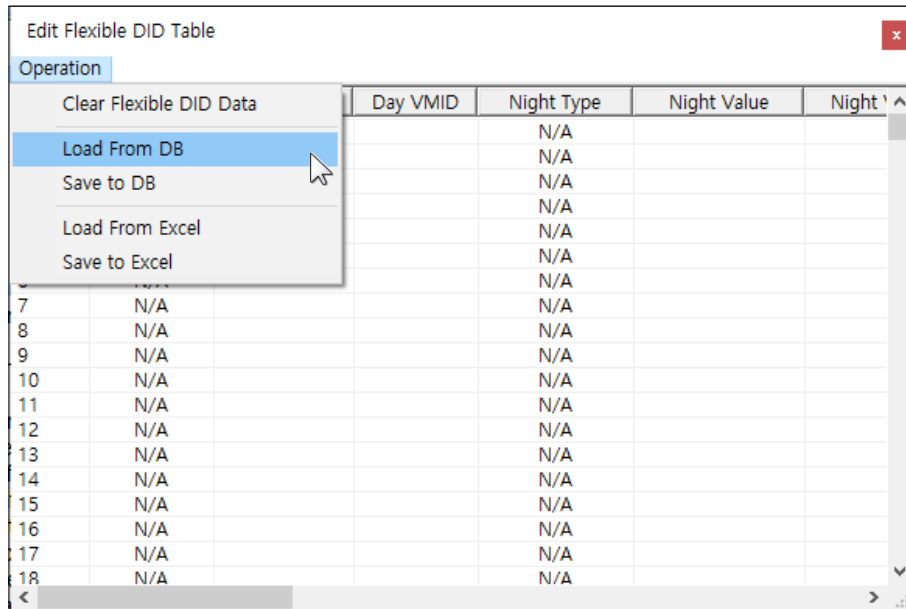 Edit Flexible DID Table
x
Operation
Clear Flexible DID Data
Load From DB
Save to DB
Load From Excel
Save to Excel
Day VMID Night Type Night Value Night
N/A
N/A
N/A
N/A
N/A
N/A
N/A N/A
7 N/A N/A
8 N/A N/A
9 N/A N/A
10 N/A N/A
11 N/A N/A
12 N/A N/A
13 N/A N/A
14 N/A N/A
15 N/A N/A
16 N/A N/A
17 N/A N/A
18 N/A N/A